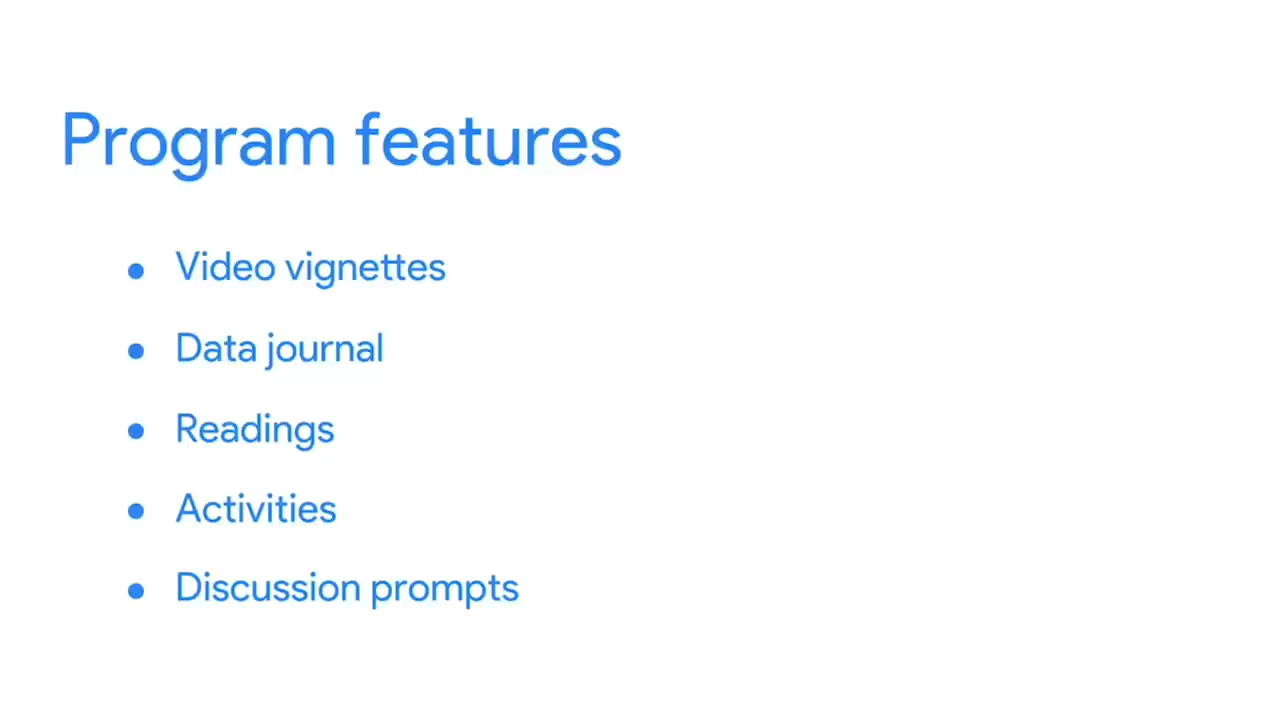 Program features
● Video vignettes
● Data journal
● Readings
● Activities
● Discussion prompts